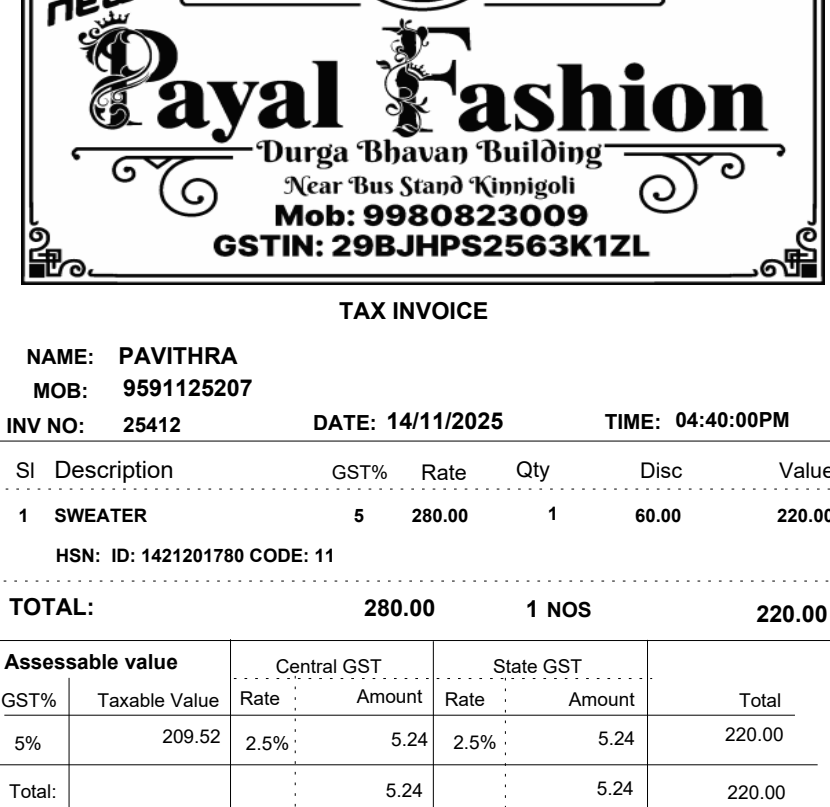 new
Payal Fashion
Durga Bhavan Building
Near Bus Stand Kinnigoli
Mob: 9980823009
GSTIN: 29BJHPS2563K1ZL
TAX INVOICE
NAME: PAVITHRA
MOB: 9591125207
INV NO: 25412 DATE: 14/11/2025 TIME: 04:40:00PM
Sl Description GST% Rate Qty Disc Value
1 SWEATER 5 280.00 1 60.00 220.00
HSN: ID: 1421201780 CODE: 11
TOTAL: 280.00 1 NOS 220.00
Assessable value Central GST State GST
GST% Taxable Value Rate Amount Rate Amount Total
5% 209.52 2.5% 5.24 2.5% 5.24 220.00
Total: 5.24 5.24 220.00